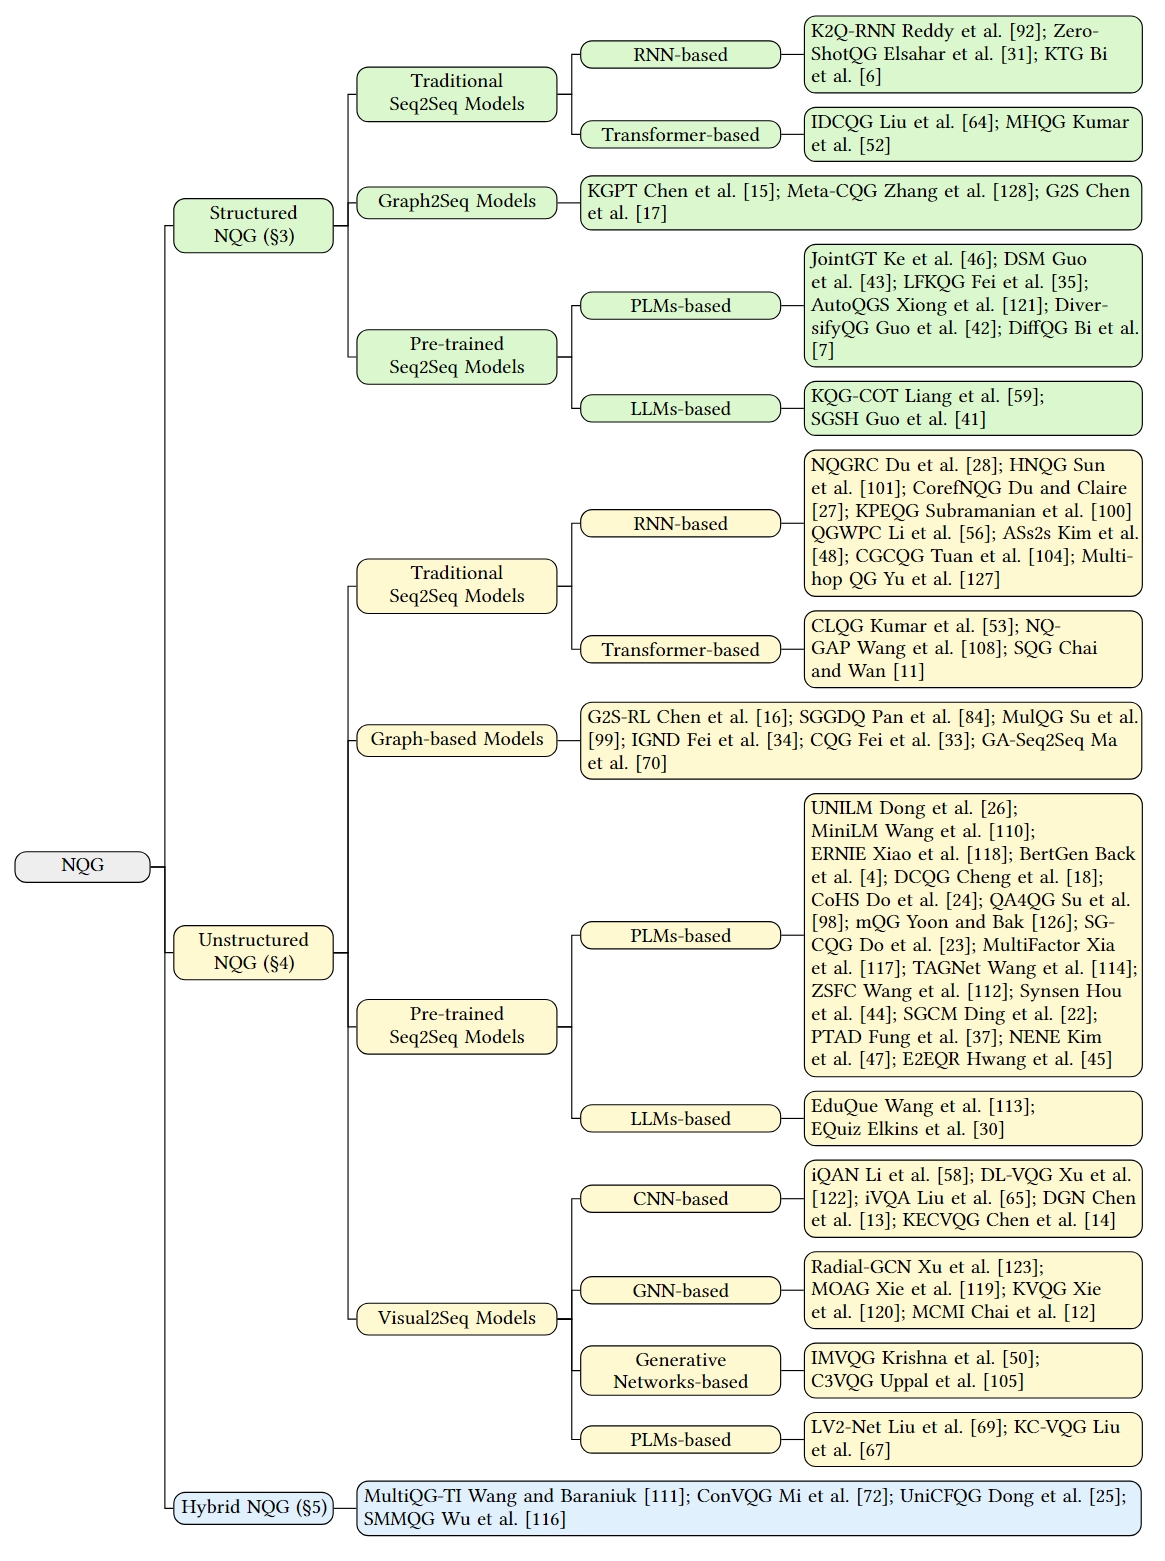 NQG
Structured
NQG (§3)
Traditional
Seq2Seq Models
RNN-based
K2Q-RNN Reddy et al. [92]; Zero-
ShotQG Elsahar et al. [31]; KTG Bi
et al. [6]
Transformer-based
IDCQG Liu et al. [64]; MHQG Kumar
et al. [52]
Graph2Seq Models
KGPT Chen et al. [15]; Meta-CQG Zhang et al. [128]; G2S Chen
et al. [17]
Pre-trained
Seq2Seq Models
PLMs-based
JointGT Ke et al. [46]; DSM Guo
et al. [43]; LFKQG Fei et al. [35];
AutoQGS Xiong et al. [121]; Diver-
sifyQG Guo et al. [42]; DiffQG Bi et al.
[7]
LLMs-based
KQG-COT Liang et al. [59];
SGSH Guo et al. [41]
Unstructured
NQG (§4)
Traditional
Seq2Seq Models
RNN-based
NQGRC Du et al. [28]; HNQG Sun
et al. [101]; CorefNQG Du and Claire
[27]; KPEQG Subramanian et al. [100]
QGWPC Li et al. [56]; ASs2s Kim et al.
[48]; CGCQG Tuan et al. [104]; Multi-
hop QG Yu et al. [127]
Transformer-based
CLQG Kumar et al. [53]; NQ-
GAP Wang et al. [108]; SQG Chai
and Wan [11]
Graph-based Models
G2S-RL Chen et al. [16]; SGGDQ Pan et al. [84]; MulQG Su et al.
[99]; IGND Fei et al. [34]; CQG Fei et al. [33]; GA-Seq2Seq Ma
et al. [70]
Pre-trained
Seq2Seq Models
PLMs-based
UNILM Dong et al. [26];
MiniLM Wang et al. [110];
ERNIE Xiao et al. [118]; BertGen Back
et al. [4]; DCQG Cheng et al. [18];
CoHS Do et al. [24]; QA4QG Su et al.
[98]; mQG Yoon and Bak [126]; SG-
CQG Do et al. [23]; MultiFactor Xia
et al. [117]; TAGNet Wang et al. [114];
ZSFC Wang et al. [112]; Synsen Hou
et al. [44]; SGCM Ding et al. [22];
PTAD Fung et al. [37]; NENE Kim
et al. [47]; E2EQR Hwang et al. [45]
LLMs-based
EduQue Wang et al. [113];
EQuiz Elkins et al. [30]
Visual2Seq Models
CNN-based
iQAN Li et al. [58]; DL-VQG Xu et al.
[122]; iVQA Liu et al. [65]; DGN Chen
et al. [13]; KECVQG Chen et al. [14]
GNN-based
Radial-GCN Xu et al. [123];
MOAG Xie et al. [119]; KVQG Xie
et al. [120]; MCMI Chai et al. [12]
Generative
Networks-based
IMVQG Krishna et al. [50];
C3VQG Uppal et al. [105]
PLMs-based
LV2-Net Liu et al. [69]; KC-VQG Liu
et al. [67]
Hybrid NQG (§5)
MultiQG-TI Wang and Baraniuk [111]; ConVQG Mi et al. [72]; UniCFQG Dong et al. [25];
SMMQG Wu et al. [116]